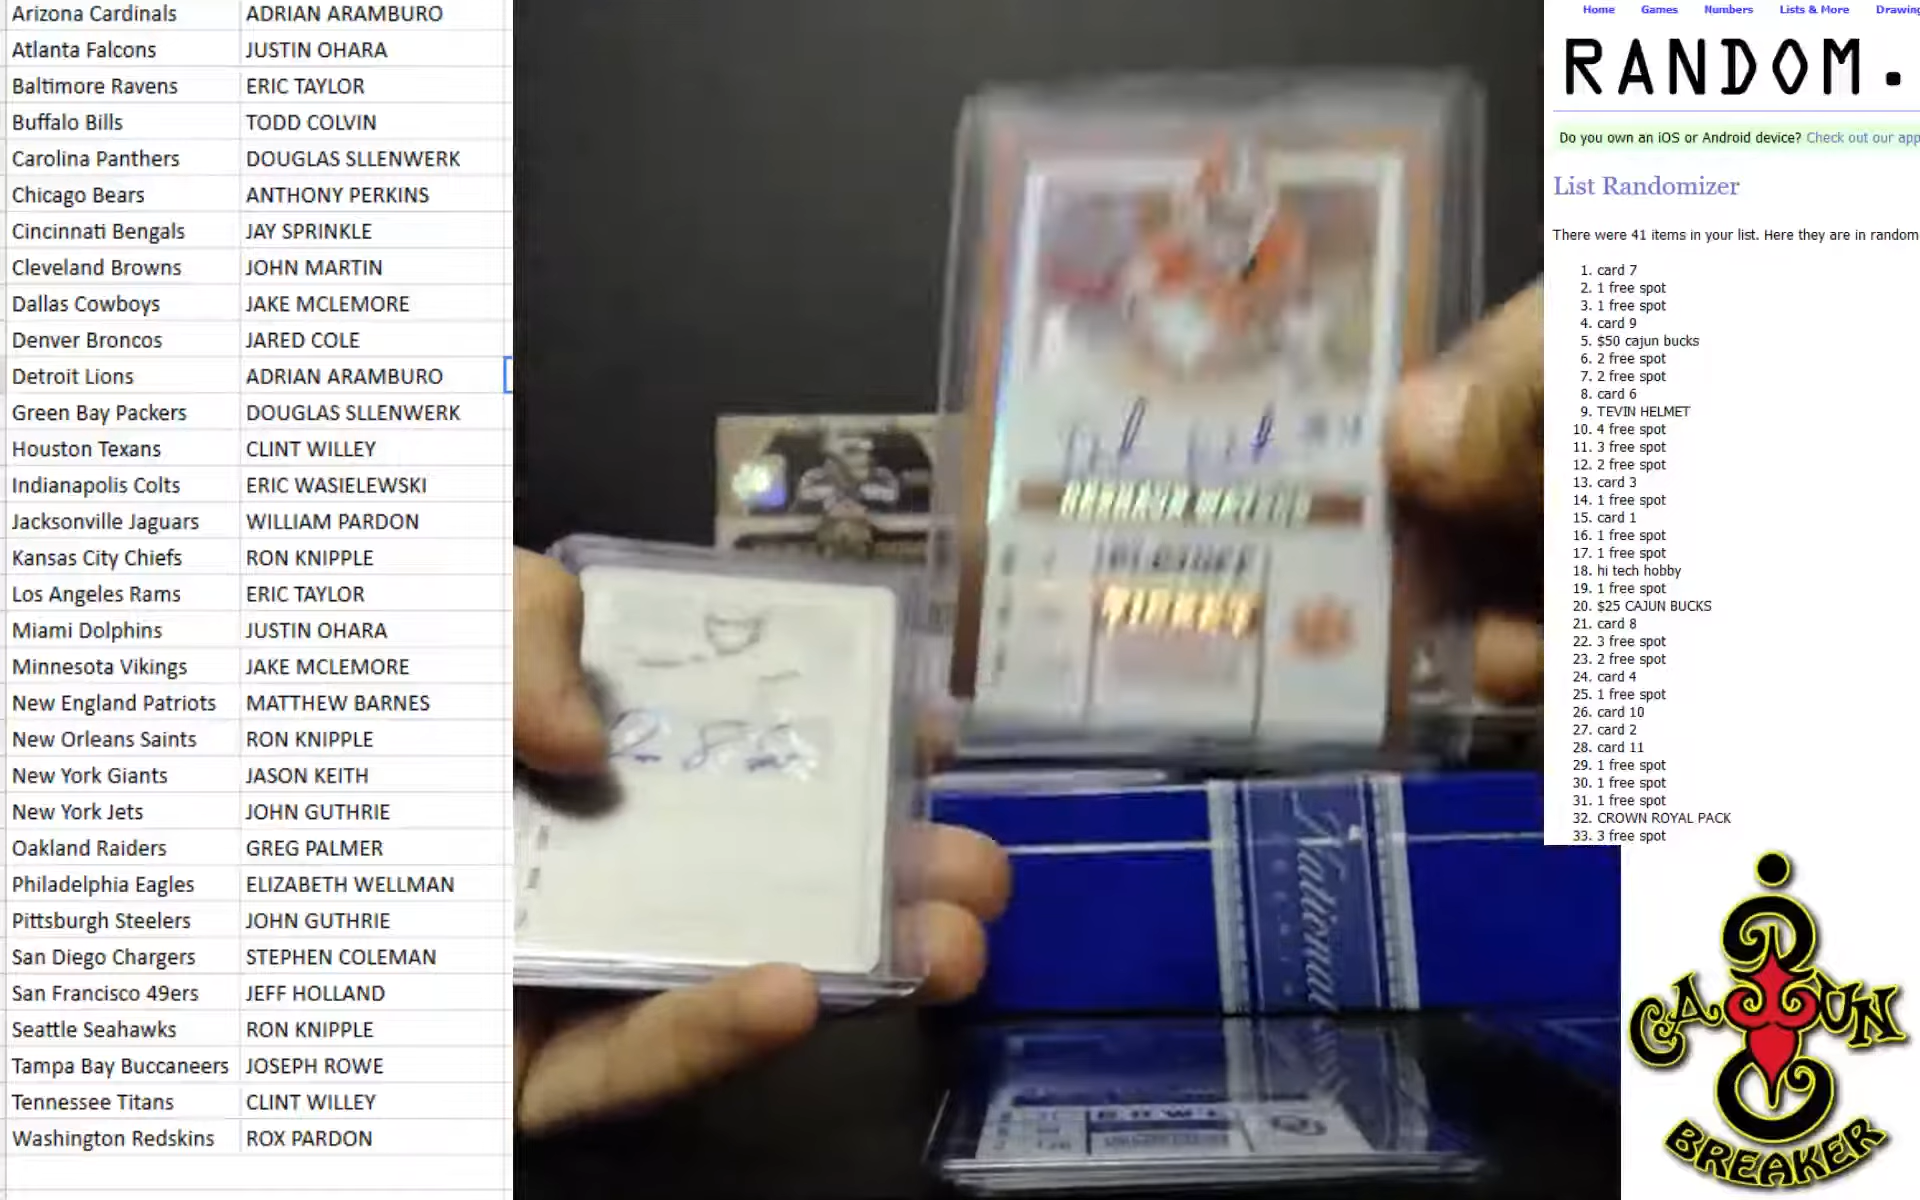 Arizona Cardinals ADRIAN ARAMBURO
Atlanta Falcons JUSTIN OHARA
Baltimore Ravens ERIC TAYLOR
Buffalo Bills TODD COLVIN
Carolina Panthers DOUGLAS SLLENWERK
Chicago Bears ANTHONY PERKINS
Cincinnati Bengals JAY SPRINKLE
Cleveland Browns JOHN MARTIN
Dallas Cowboys JAKE MCLEMORE
Denver Broncos JARED COLE
Detroit Lions ADRIAN ARAMBURO
Green Bay Packers DOUGLAS SLLENWERK
Houston Texans CLINT WILLEY
Indianapolis Colts ERIC WASIELEWSKI
Jacksonville Jaguars WILLIAM PARDON
Kansas City Chiefs RON KNIPPLE
Los Angeles Rams ERIC TAYLOR
Miami Dolphins JUSTIN OHARA
Minnesota Vikings JAKE MCLEMORE
New England Patriots MATTHEW BARNES
New Orleans Saints RON KNIPPLE
New York Giants JASON KEITH
New York Jets JOHN GUTHRIE
Oakland Raiders GREG PALMER
Philadelphia Eagles ELIZABETH WELLMAN
Pittsburgh Steelers JOHN GUTHRIE
San Diego Chargers STEPHEN COLEMAN
San Francisco 49ers JEFF HOLLAND
Seattle Seahawks RON KNIPPLE
Tampa Bay Buccaneers JOSEPH ROWE
Tennessee Titans CLINT WILLEY
Washington Redskins ROX PARDON
National
Home Games Numbers Lists & More Drawing
RANDOM.
Do you own an iOS or Android device? Check out our app
List Randomizer
There were 41 items in your list. Here they are in random
1. card 7
2. 1 free spot
3. 1 free spot
4. card 9
5. $50 cajun bucks
6. 2 free spot
7. 2 free spot
8. card 6
9. TEVIN HELMET
10. 4 free spot
11. 3 free spot
12. 2 free spot
13. card 3
14. 1 free spot
15. card 1
16. 1 free spot
17. 1 free spot
18. hi tech hobby
19. 1 free spot
20. $25 CAJUN BUCKS
21. card 8
22. 3 free spot
23. 2 free spot
24. card 4
25. 1 free spot
26. card 10
27. card 2
28. card 11
29. 1 free spot
30. 1 free spot
31. 1 free spot
32. CROWN ROYAL PACK
33. 3 free spot
CAJUN
BREAKER